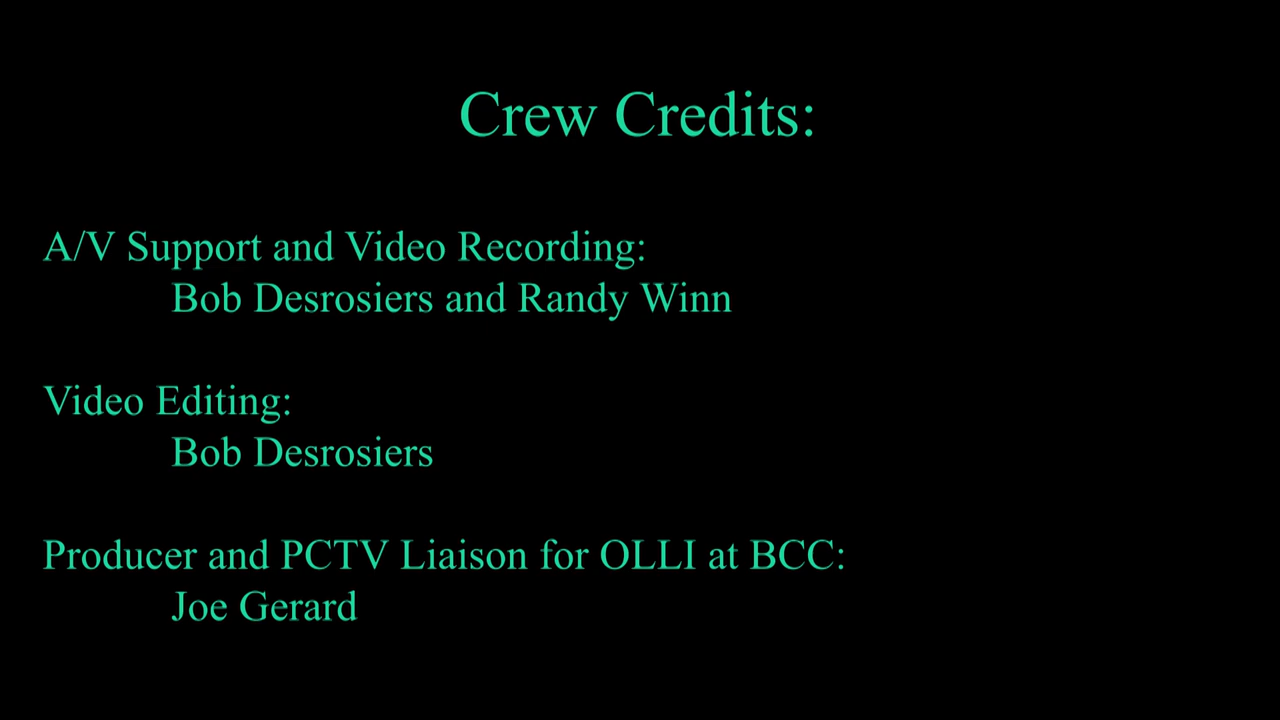 Crew Credits:
A/V Support and Video Recording:
Bob Desrosiers and Randy Winn
Video Editing:
Bob Desrosiers
Producer and PCTV Liaison for OLLI at BCC:
Joe Gerard